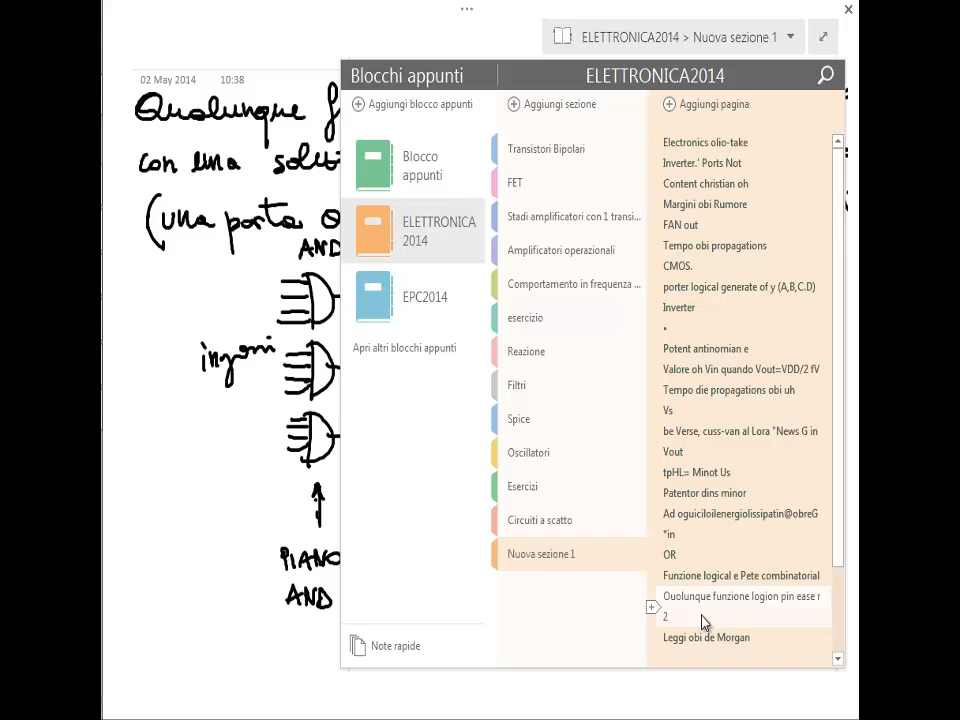 ELETTRONICA2014 > Nuova sezione 1
02 May 2014 10:38
Qualunque
con una
(una porta
AND
ingressi
PIANO
AND
Blocchi appunti
ELETTRONICA2014
Aggiungi blocco appunti
Blocco
appunti
ELETTRONICA
2014
EPC2014
Apri altri blocchi appunti
Note rapide
Aggiungi sezione
Transistori Bipolari
FET
Stadi amplificatori con 1 transi...
Amplificatori operazionali
Comportamento in frequenza ...
esercizio
Reazione
Filtri
Spice
Oscillatori
Esercizi
Circuiti a scatto
Nuova sezione 1
Aggiungi pagina
Electronics olio-take
Inverter.' Ports Not
Content christian oh
Margini obi Rumore
FAN out
Tempo obi propagations
CMOS.
porter logical generate of y (A,B,C.D)
Inverter
•
Potent antinomian e
Valore oh Vin quando Vout=VDD/2 fV
Tempo die propagations obi uh
Vs
be Verse, cuss-van al Lora "News G in
Vout
tpHL= Minot Us
Patentor dins minor
Ad oguiciloilenergiolissipatin@obreG
*in
OR
Funzione logical e Pete combinatorial
Ouolunque funzione logion pin ease r
2
Leggi obi de Morgan